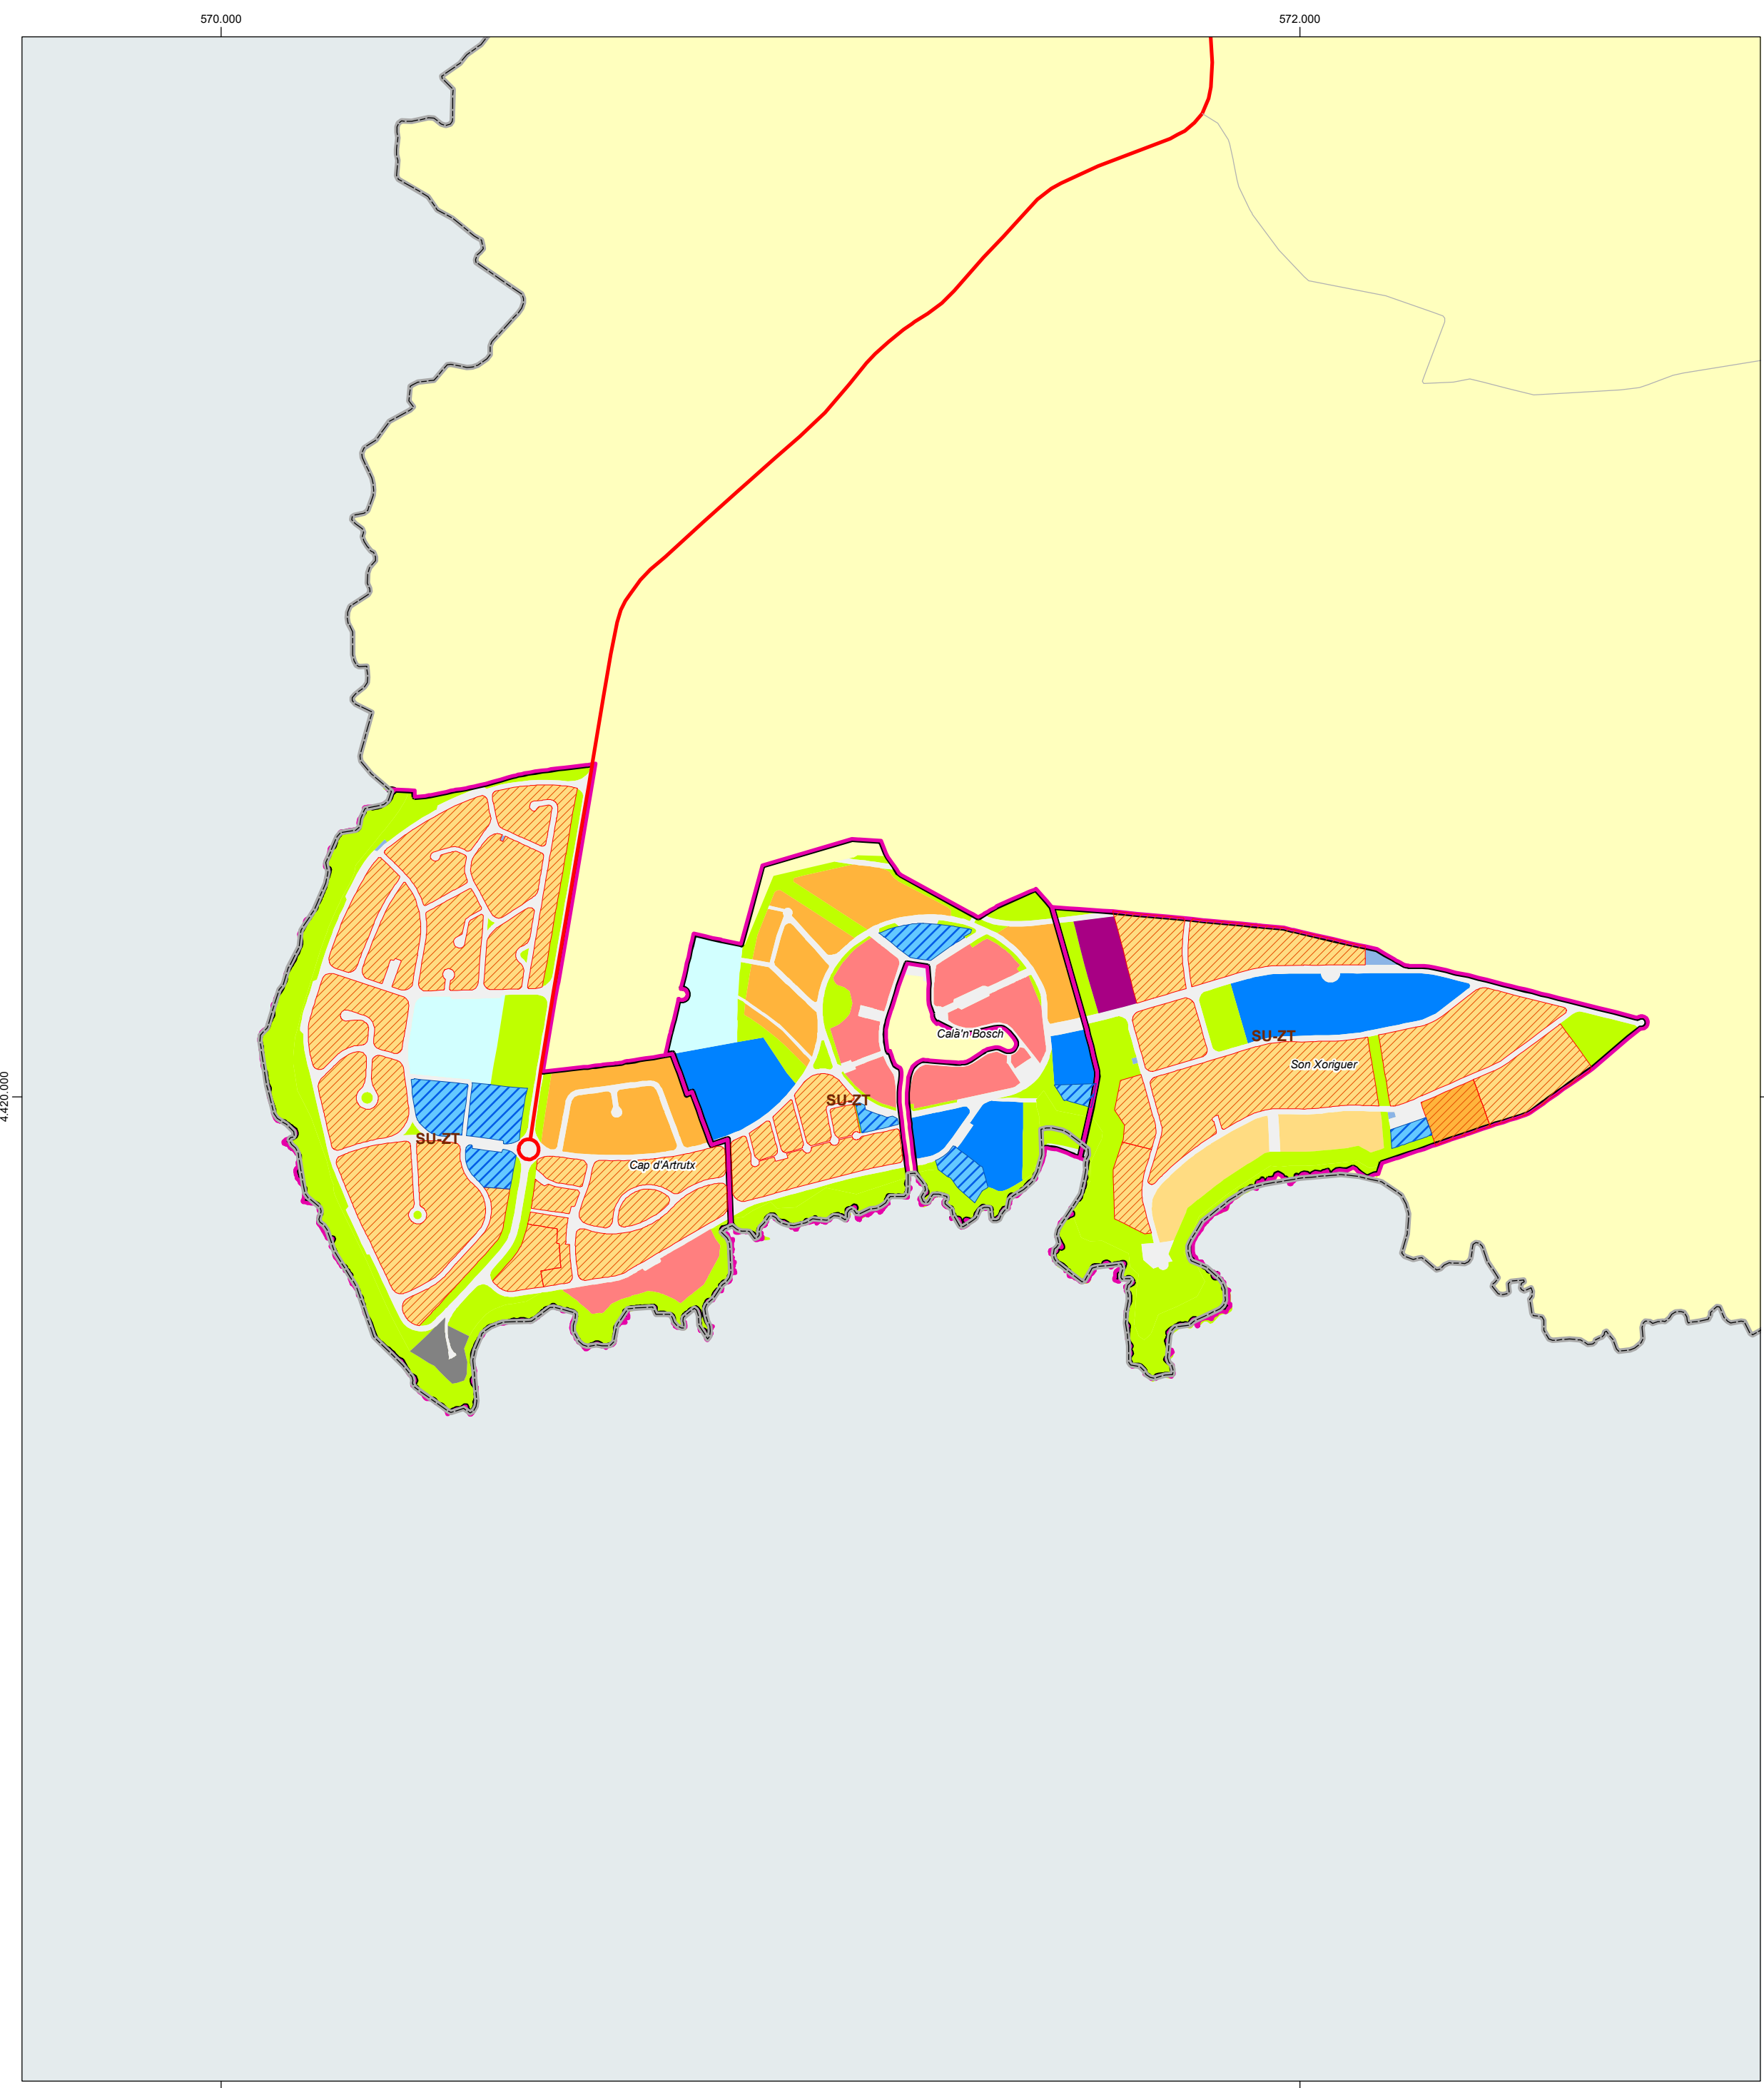 570.000
572.000
Cala'n Bosch
SU-ZT
Son Xoriguer
4.420.000
SU-ZT
SU-ZT
Cap d'Artrutx